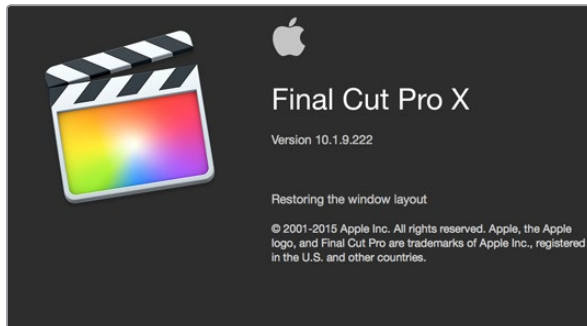 Final Cut Pro X
Version 10.1.9.222
Restoring the window layout
© 2001-2015 Apple Inc. All rights reserved. Apple, the Apple
logo, and Final Cut Pro are trademarks of Apple Inc., registered
in the U.S. and other countries.